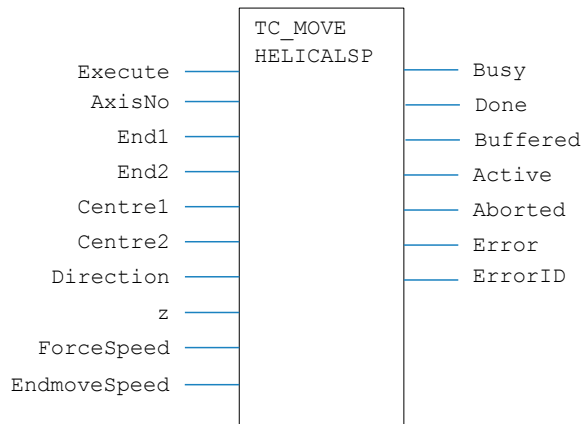 TC_MOVE
HELICALSP
Execute
AxisNo
End1
End2
Centre1
Centre2
Direction
z
ForceSpeed
EndmoveSpeed
Busy
Done
Buffered
Active
Aborted
Error
ErrorID